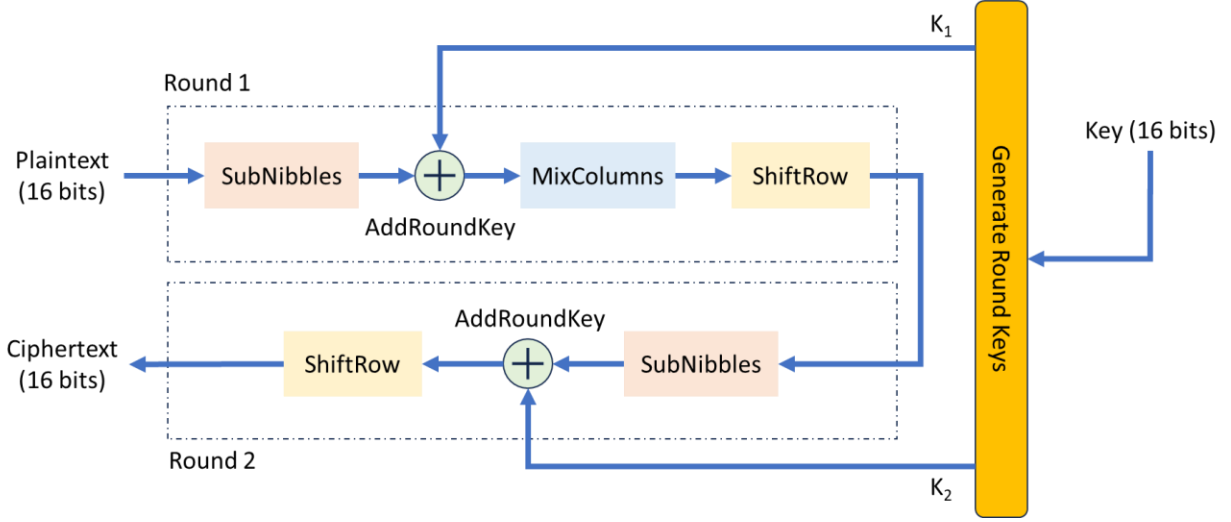 K₁
Round 1
Key (16 bits)
Plaintext
(16 bits)
SubNibbles
MixColumns
ShiftRow
AddRoundKey
Generate Round Keys
AddRoundKey
Ciphertext
(16 bits)
ShiftRow
SubNibbles
Round 2
K₂